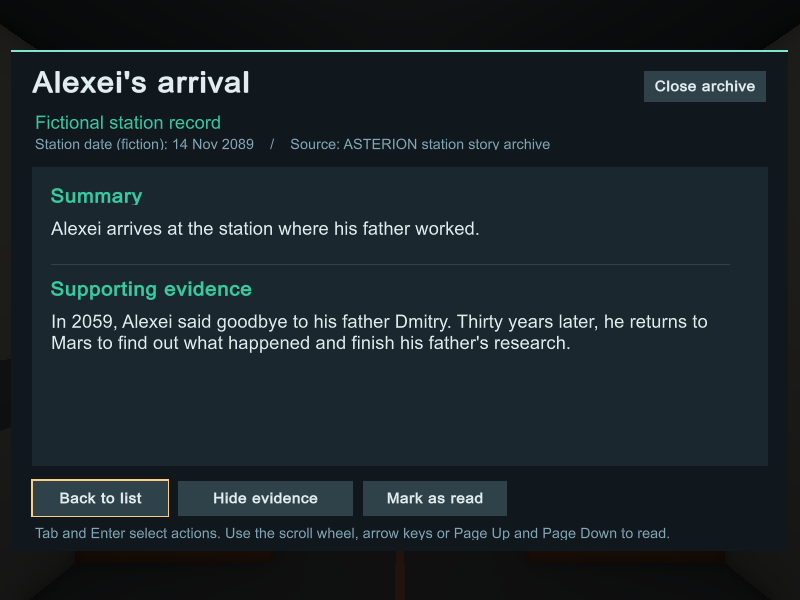 Alexei's arrival
Close archive
Fictional station record
Station date (fiction): 14 Nov 2089 / Source: ASTERION station story archive
Summary
Alexei arrives at the station where his father worked.
Supporting evidence
In 2059, Alexei said goodbye to his father Dmitry. Thirty years later, he returns to
Mars to find out what happened and finish his father's research.
Back to list
Hide evidence
Mark as read
Tab and Enter select actions. Use the scroll wheel, arrow keys or Page Up and Page Down to read.